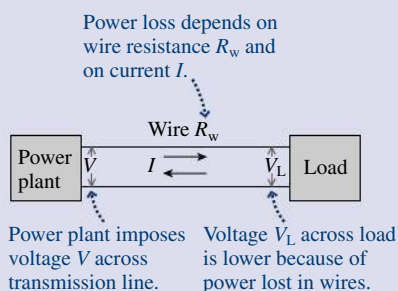 Power loss depends on
wire resistance R_w and
on current I.
Wire R_w
Power
plant
V
I
V_L
Load
Power plant imposes
voltage V across
transmission line.
Voltage V_L across load
is lower because of
power lost in wires.